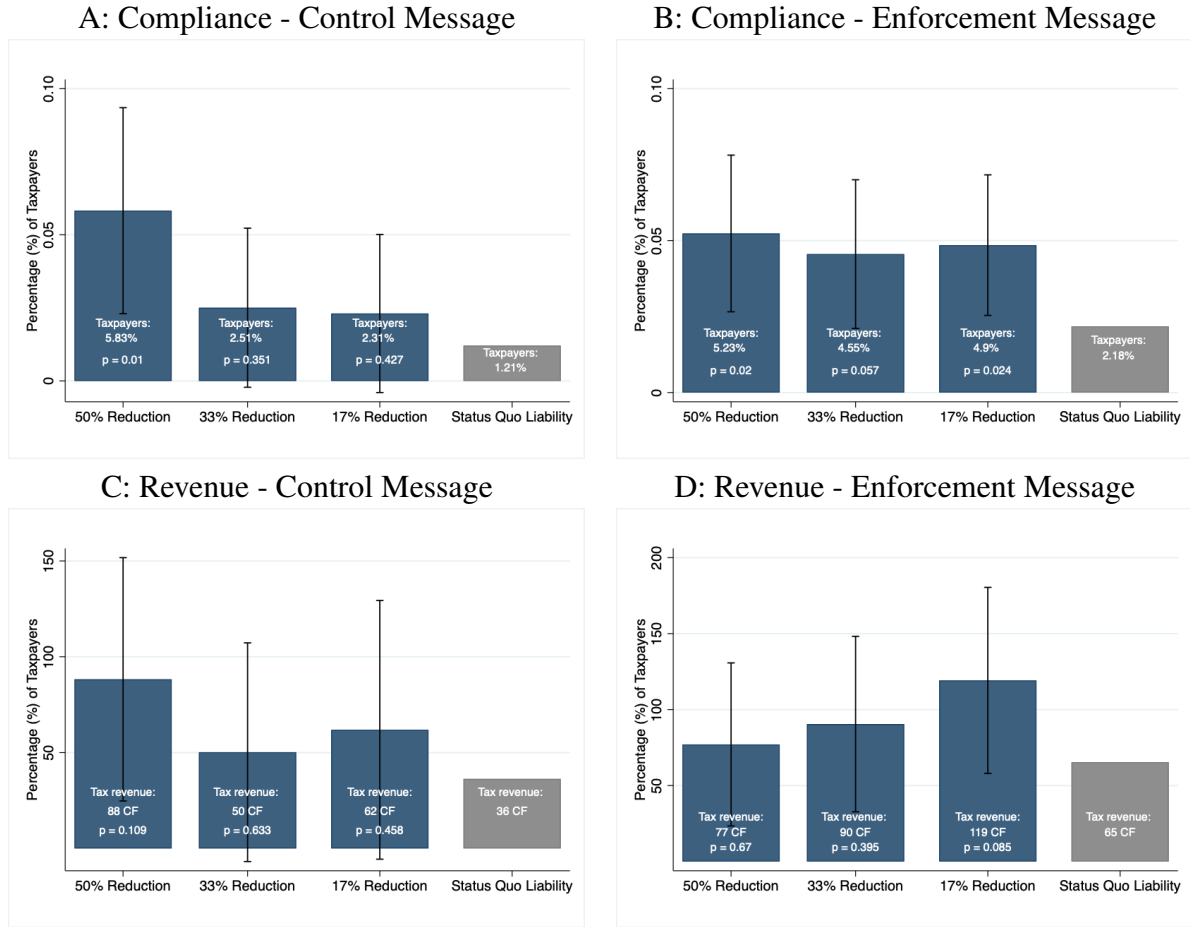 A: Compliance - Control Message
Percentage (%) of Taxpayers
0.10
0.05
0
Taxpayers:
5.83%
p = 0.01
Taxpayers:
2.51%
p = 0.351
Taxpayers:
2.31%
p = 0.427
Taxpayers:
1.21%
50% Reduction
33% Reduction
17% Reduction
Status Quo Liability
B: Compliance - Enforcement Message
Percentage (%) of Taxpayers
0.10
0.05
0
Taxpayers:
5.23%
p = 0.02
Taxpayers:
4.55%
p = 0.057
Taxpayers:
4.9%
p = 0.024
Taxpayers:
2.18%
50% Reduction
33% Reduction
17% Reduction
Status Quo Liability
C: Revenue - Control Message
Percentage (%) of Taxpayers
150
100
50
Tax revenue:
88 CF
p = 0.109
Tax revenue:
50 CF
p = 0.633
Tax revenue:
62 CF
p = 0.458
Tax revenue:
36 CF
50% Reduction
33% Reduction
17% Reduction
Status Quo Liability
D: Revenue - Enforcement Message
Percentage (%) of Taxpayers
200
150
100
50
Tax revenue:
77 CF
p = 0.67
Tax revenue:
90 CF
p = 0.395
Tax revenue:
119 CF
p = 0.085
Tax revenue:
65 CF
50% Reduction
33% Reduction
17% Reduction
Status Quo Liability